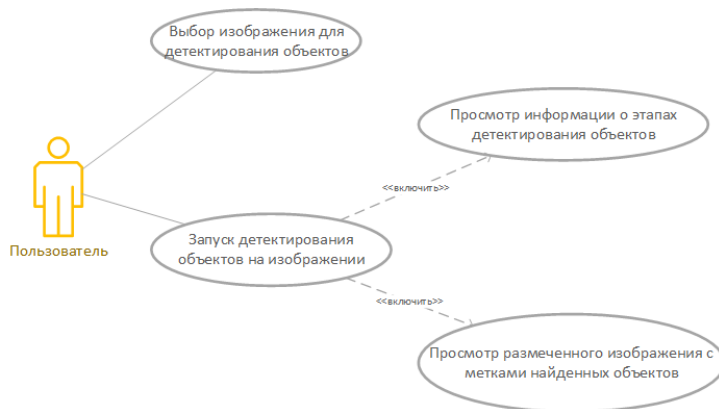 Выбор изображения для
детектирования объектов
Просмотр информации о этапах
детектирования объектов
<<включить>>
Пользователь
Запуск детектирования
объектов на изображении
<<включить>>
Просмотр размеченного изображения с
метками найденных объектов